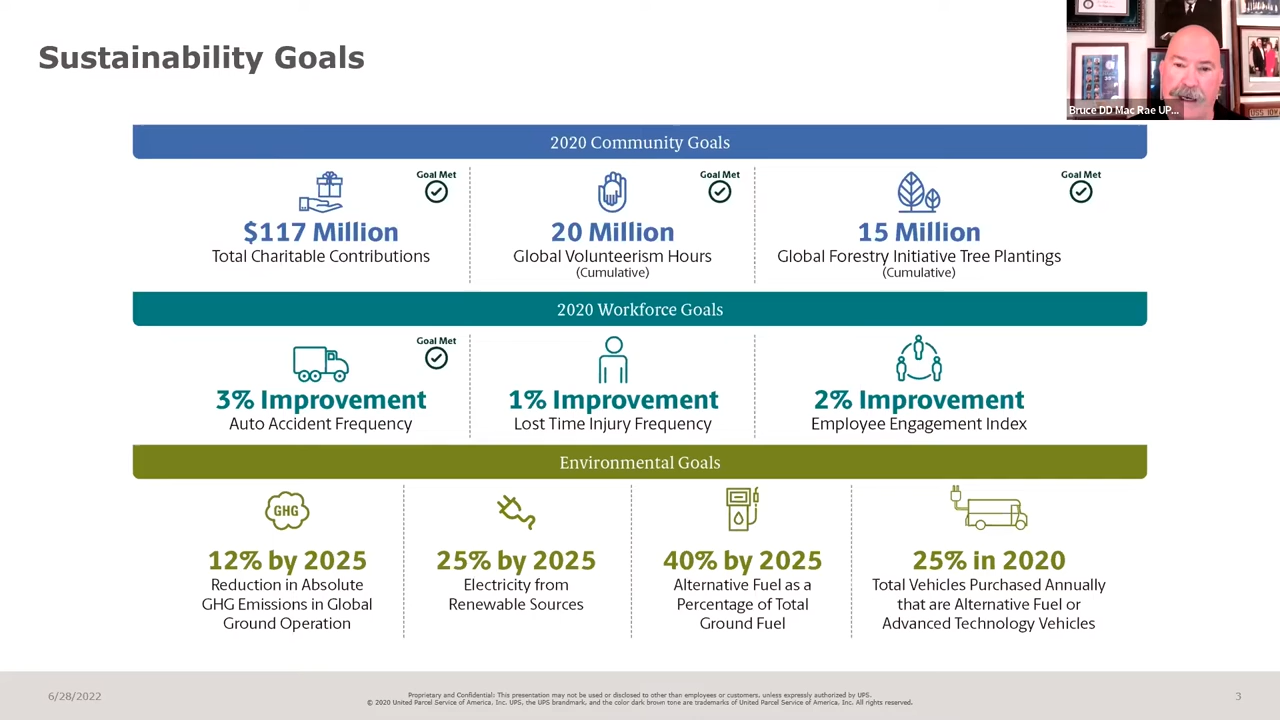 Sustainability Goals
Bruce DD Mac Rae UP...
2020 Community Goals
Goal Met
$117 Million
Total Charitable Contributions
Goal Met
20 Million
Global Volunteerism Hours
(Cumulative)
Goal Met
15 Million
Global Forestry Initiative Tree Plantings
(Cumulative)
2020 Workforce Goals
Goal Met
3% Improvement
Auto Accident Frequency
1% Improvement
Lost Time Injury Frequency
2% Improvement
Employee Engagement Index
Environmental Goals
GHG
12% by 2025
Reduction in Absolute
GHG Emissions in Global
Ground Operation
25% by 2025
Electricity from
Renewable Sources
40% by 2025
Alternative Fuel as a
Percentage of Total
Ground Fuel
25% in 2020
Total Vehicles Purchased Annually
that are Alternative Fuel or
Advanced Technology Vehicles
6/28/2022
Proprietary and Confidential: This presentation may not be used or disclosed to other than employees or customers, unless expressly authorized by UPS.
© 2020 United Parcel Service of America, Inc. UPS, the UPS brandmark, and the color dark brown tone are trademarks of United Parcel Service of America, Inc. All rights reserved.
3